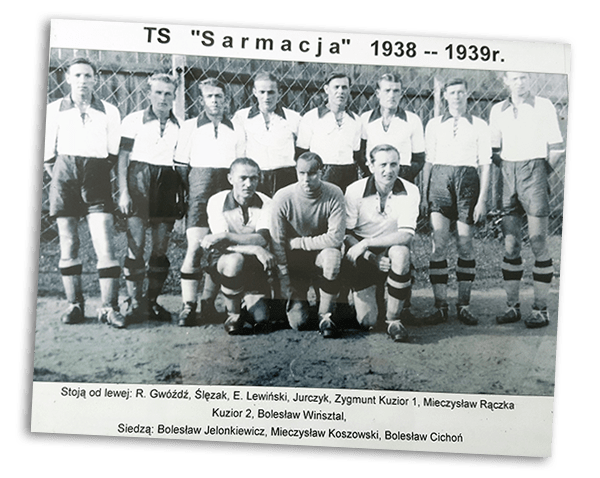 TS "Sarmacja" 1938 -- 1939r.
Stoją od lewej: R. Gwóźdź, Ślęzak, E. Lewiński, Jurczyk, Zygmunt Kuzior 1, Mieczysław Rączka
Kuzior 2, Bolesław Winsztal,
Siedzą: Bolesław Jelonkiewicz, Mieczysław Koszowski, Bolesław Cichoń